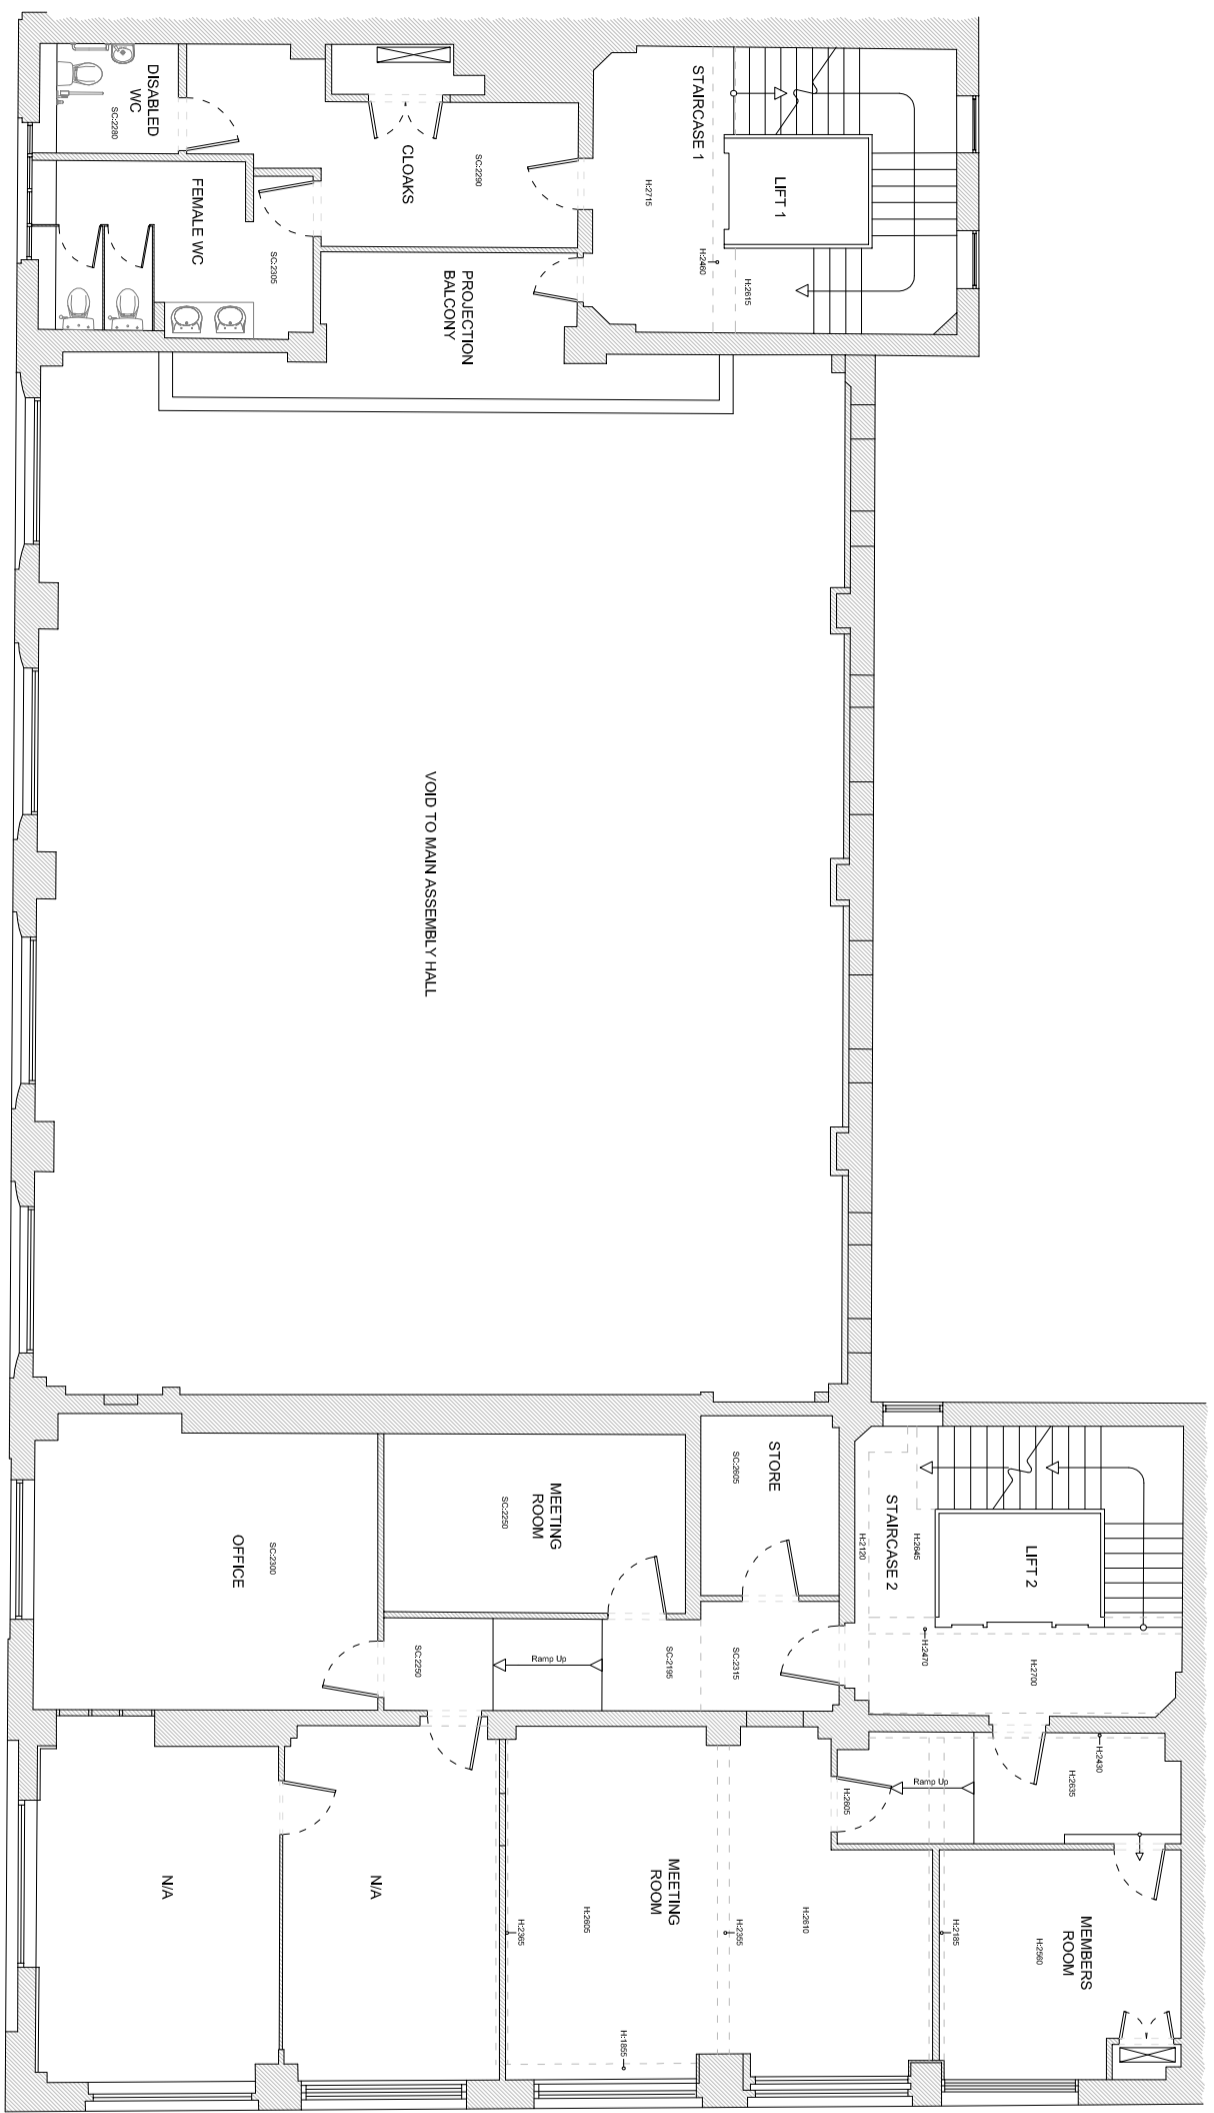 DISABLED
WC
SC:2280
FEMALE WC
SC:2305
CLOAKS
SC:2290
PROJECTION
BALCONY
STAIRCASE 1
H:2715
H:2460
H:2615
LIFT 1
VOID TO MAIN ASSEMBLY HALL
OFFICE
SC:2300
MEETING
ROOM
SC:2250
STORE
SC:2605
SC:2250
Ramp Up
SC:2195
SC:2315
STAIRCASE 2
H:2120
H:2645
H:2470
H:2700
LIFT 2
H:2430
H:2635
Ramp Up
H:2605
N/A
N/A
MEETING
ROOM
H:2365
H:2605
H:2355
H:2610
H:1855
H:2185
MEMBERS
ROOM
H:2560